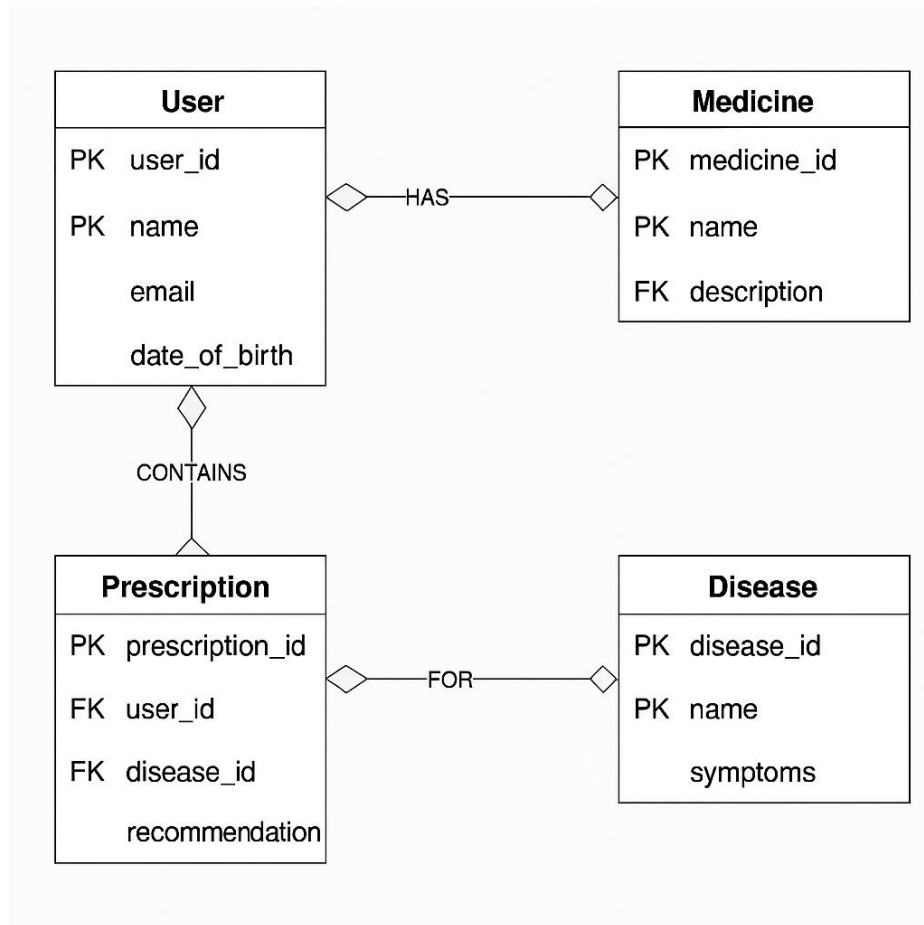 User
PK user_id
PK name
email
date_of_birth
HAS
Medicine
PK medicine_id
PK name
FK description
CONTAINS
Prescription
PK prescription_id
FK user_id
FK disease_id
recommendation
FOR
Disease
PK disease_id
PK name
symptoms